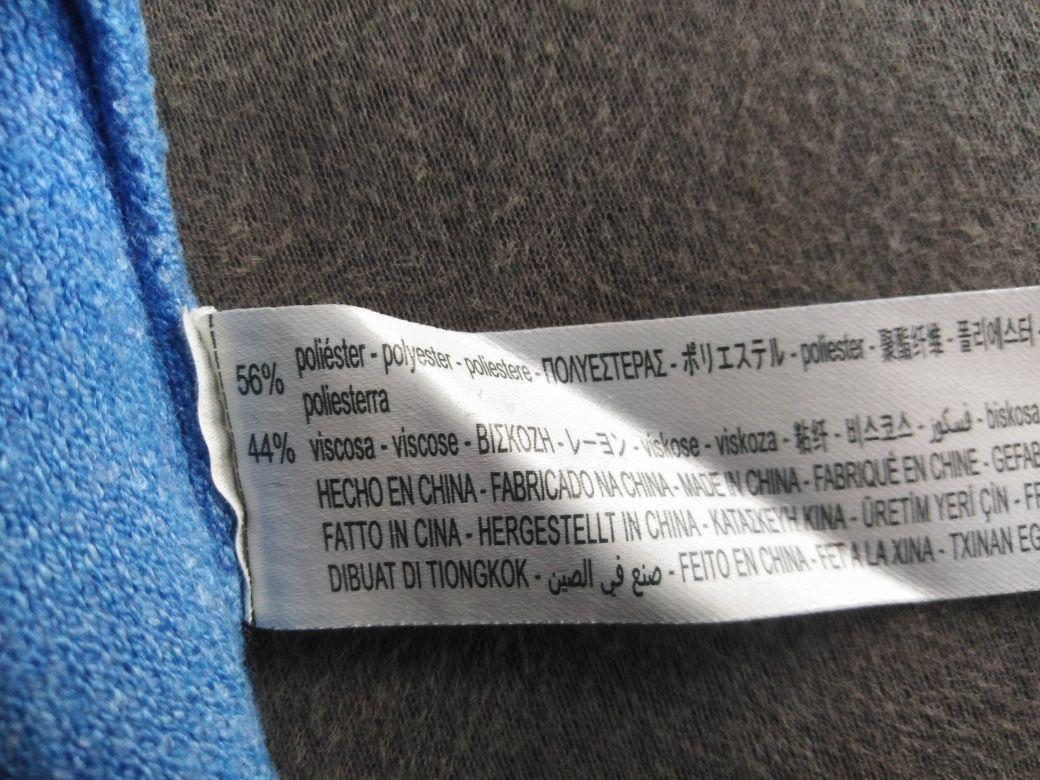 56% poliéster - polyester - poliestere - ΠΟΛΥΕΣΤΕΡΑΣ - ポリエステル - poliester - 聚酯纤维 - 폴리에스터 -
poliesterra
44% viscosa - viscose - ΒΙΣΚΟΖΗ - レーヨン - viskose - viskoza - 粘纤 - 비스코스 - فسكوز - biskosa
HECHO EN CHINA - FABRICADO NA CHINA - MADE IN CHINA - FABRIQUÉ EN CHINE - GEFAB
FATTO IN CINA - HERGESTELLT IN CHINA - ΚΑΤΑΣΚΕΥΗ ΚΙΝΑ - ÜRETİM YERİ ÇİN - FE
DIBUAT DI TIONGKOK - صنع في الصين - FEITO EN CHINA - FET A LA XINA - TXINAN EG